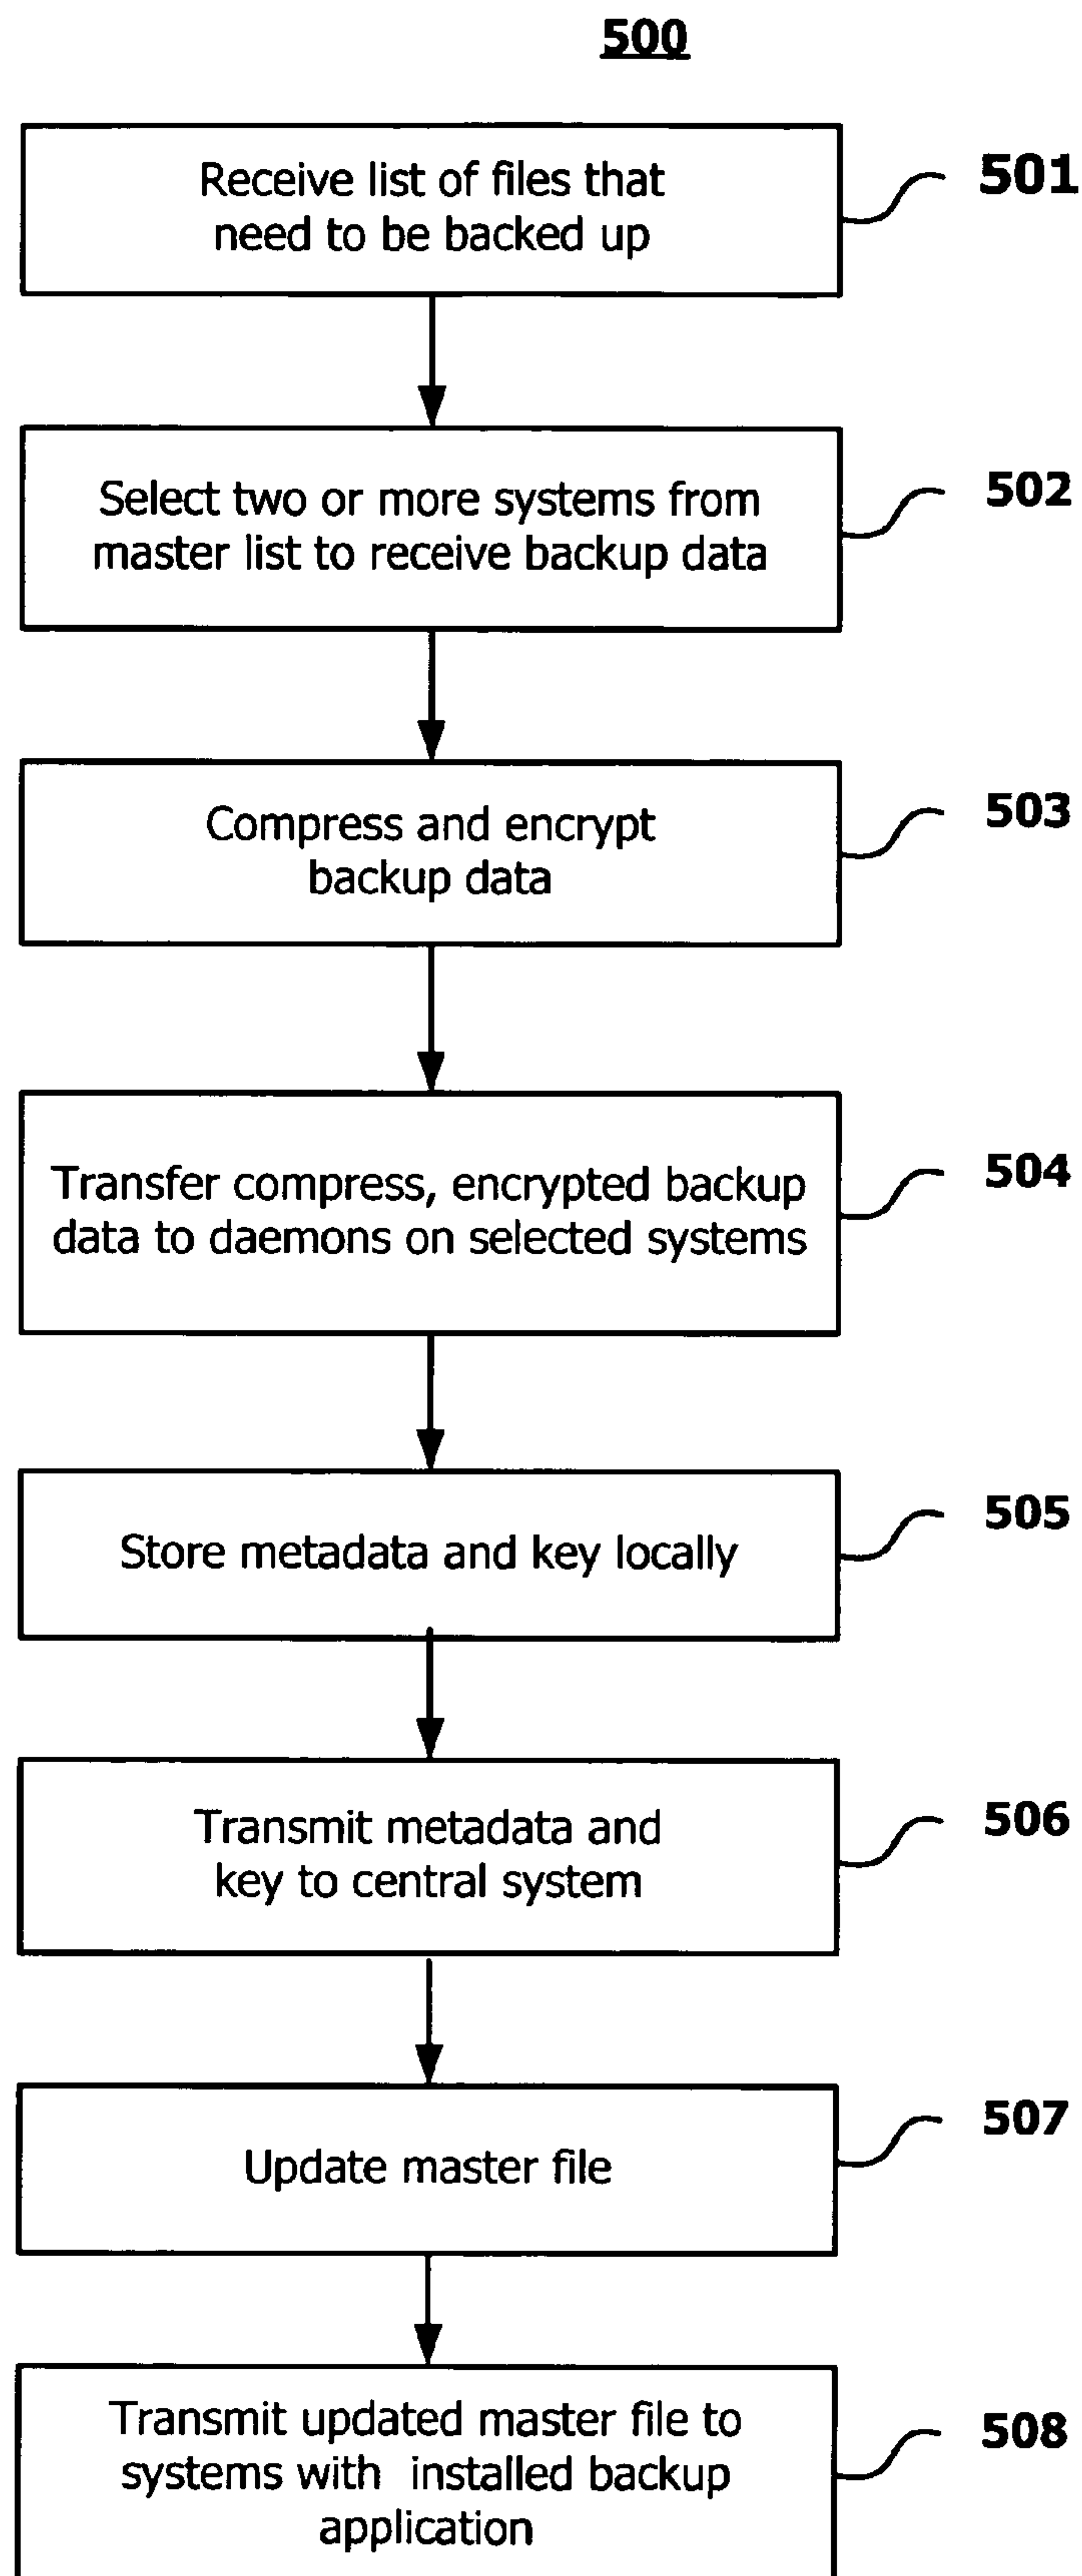 500
Receive list of files that
need to be backed up
501
Select two or more systems from
master list to receive backup data
502
Compress and encrypt
backup data
503
Transfer compress, encrypted backup
data to daemons on selected systems
504
Store metadata and key locally
505
Transmit metadata and
key to central system
506
Update master file
507
Transmit updated master file to
systems with installed backup
application
508